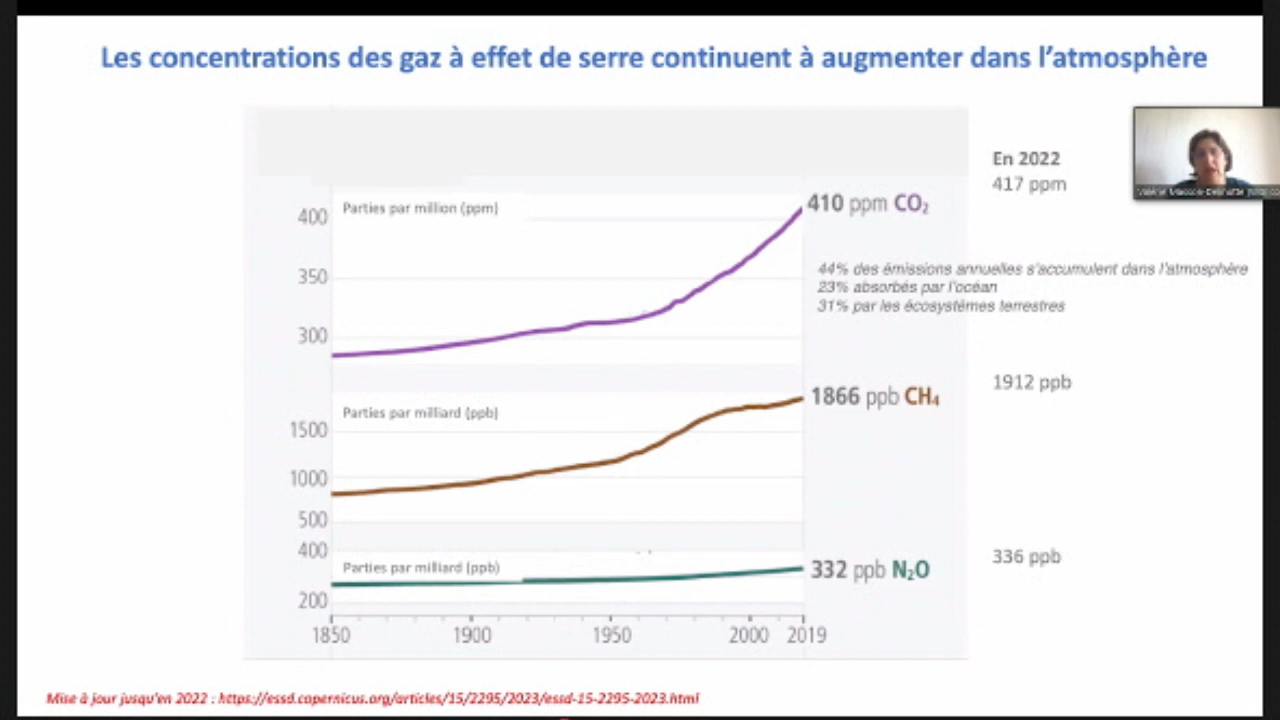 Les concentrations des gaz à effet de serre continuent à augmenter dans l'atmosphère
En 2022
417 ppm
Parties par million (ppm)
410 ppm CO₂
400
350
300
44% des émissions annuelles s'accumulent dans l'atmosphère
23% absorbés par l'océan
31% par les écosystèmes terrestres
1912 ppb
1866 ppb CH₄
Parties par milliard (ppb)
1500
1000
500
400
336 ppb
Parties par milliard (ppb)
332 ppb N₂O
200
1850 1900 1950 2000 2019
Mise à jour jusqu'en 2022 : https://essd.copernicus.org/articles/15/2295/2023/essd-15-2295-2023.html